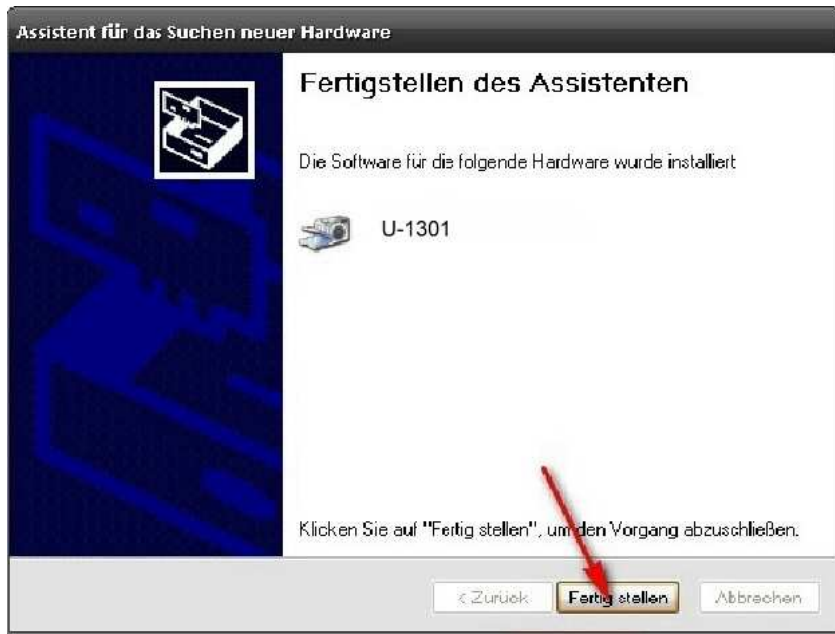 Assistent für das Suchen neuer Hardware
Fertigstellen des Assistenten
Die Software für die folgende Hardware wurde installiert
U-1301
Klicken Sie auf "Fertig stellen", um den Vorgang abzuschließen.
< Zurück Fertig stellen Abbrechen